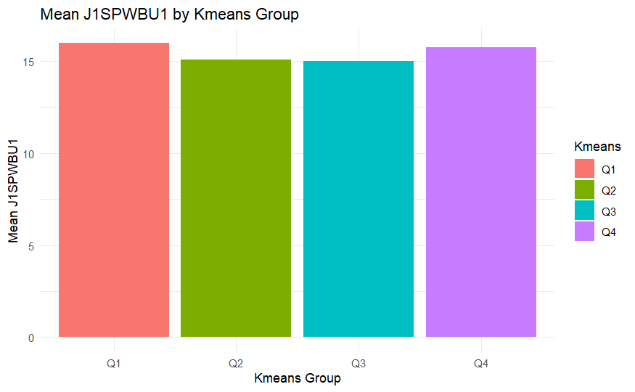 Mean J1SPWBU1 by Kmeans Group
Mean J1SPWBU1
15
10
5
0
Q1
Q2
Q3
Q4
Kmeans Group
Kmeans
Q1
Q2
Q3
Q4